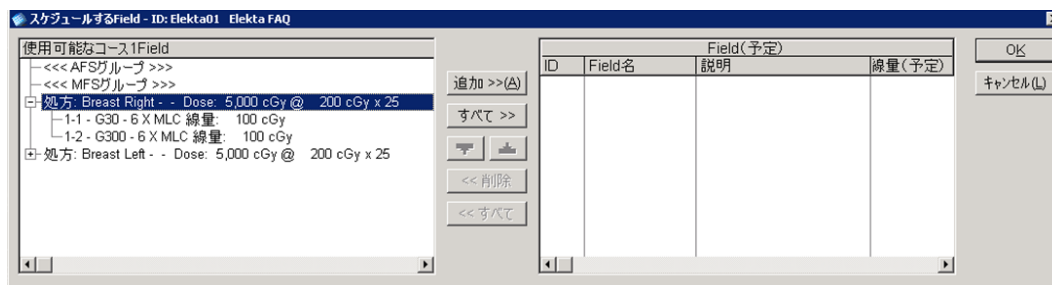 スケジュールするField - ID: Elekta01 Elekta FAQ
使用可能なコース1Field
<<< AFSグループ >>>
<<< MFSグループ >>>
処方: Breast Right - - Dose: 5,000 cGy @ 200 cGy x 25
1-1 - G30 - 6 X MLC 線量: 100 cGy
1-2 - G300 - 6 X MLC 線量: 100 cGy
処方: Breast Left - - Dose: 5,000 cGy @ 200 cGy x 25
追加 >>(A)
すべて >>
<< 削除
<< すべて
Field(予定)
ID Field名 説明 線量(予定)
OK
キャンセル(L)